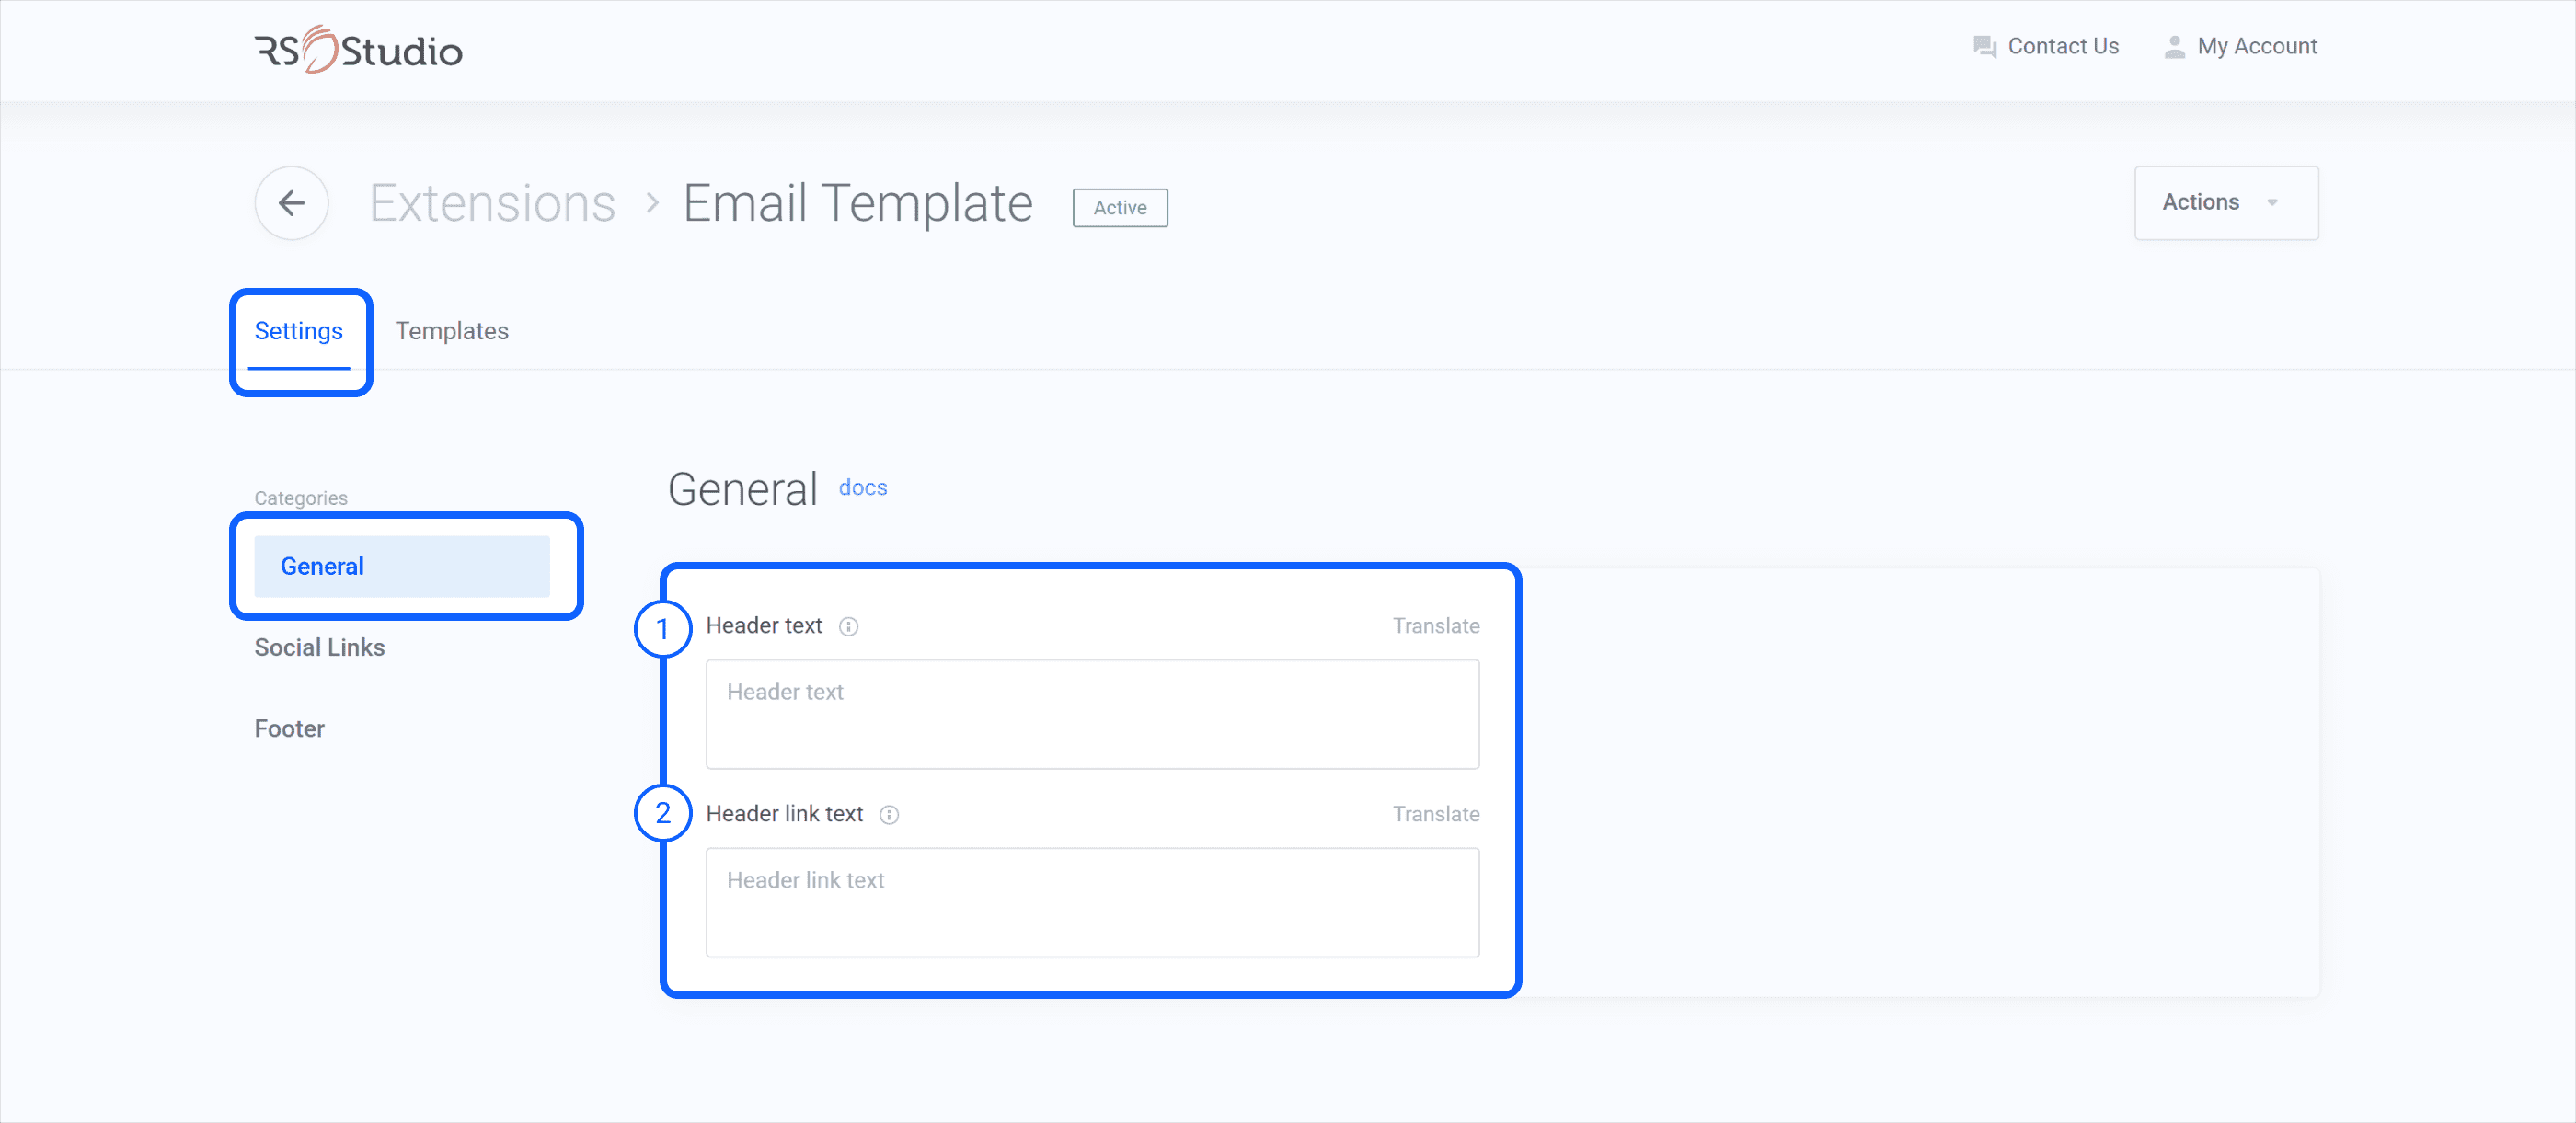 RS Studio
Contact Us
My Account
Extensions > Email Template
Active
Actions
Settings
Templates
Categories
General
Social Links
Footer
General docs
1
Header text
Translate
Header text
2
Header link text
Translate
Header link text